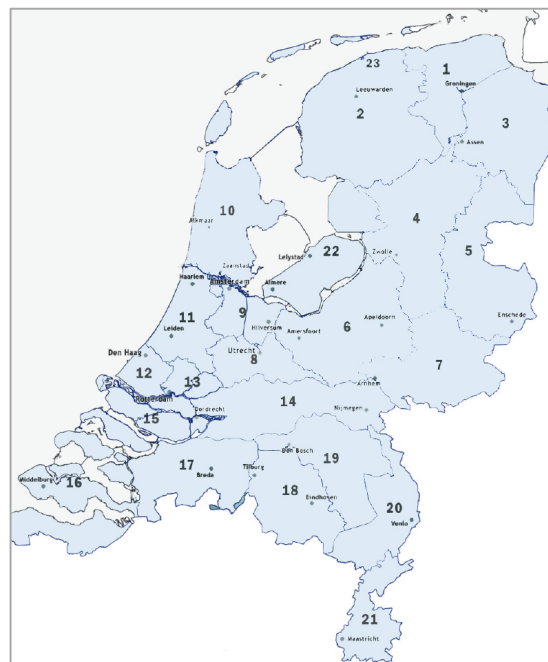 23
1
Groningen
Leeuwarden
2
3
Assen
10
Alkmaar
4
22
5
Lelystad
Zwolle
Zaanstad
Haarlem
Amsterdam
Almere
9
11
Enschede
Hilversum
6
Apeldoorn
Leiden
Amersfoort
Utrecht
8
Den Haag
7
12
13
Arnhem
Rotterdam
14
Dordrecht
Nijmegen
15
Den Bosch
19
17
Breda
Tilburg
Middelburg
16
18
Eindhoven
20
Venlo
21
Maastricht